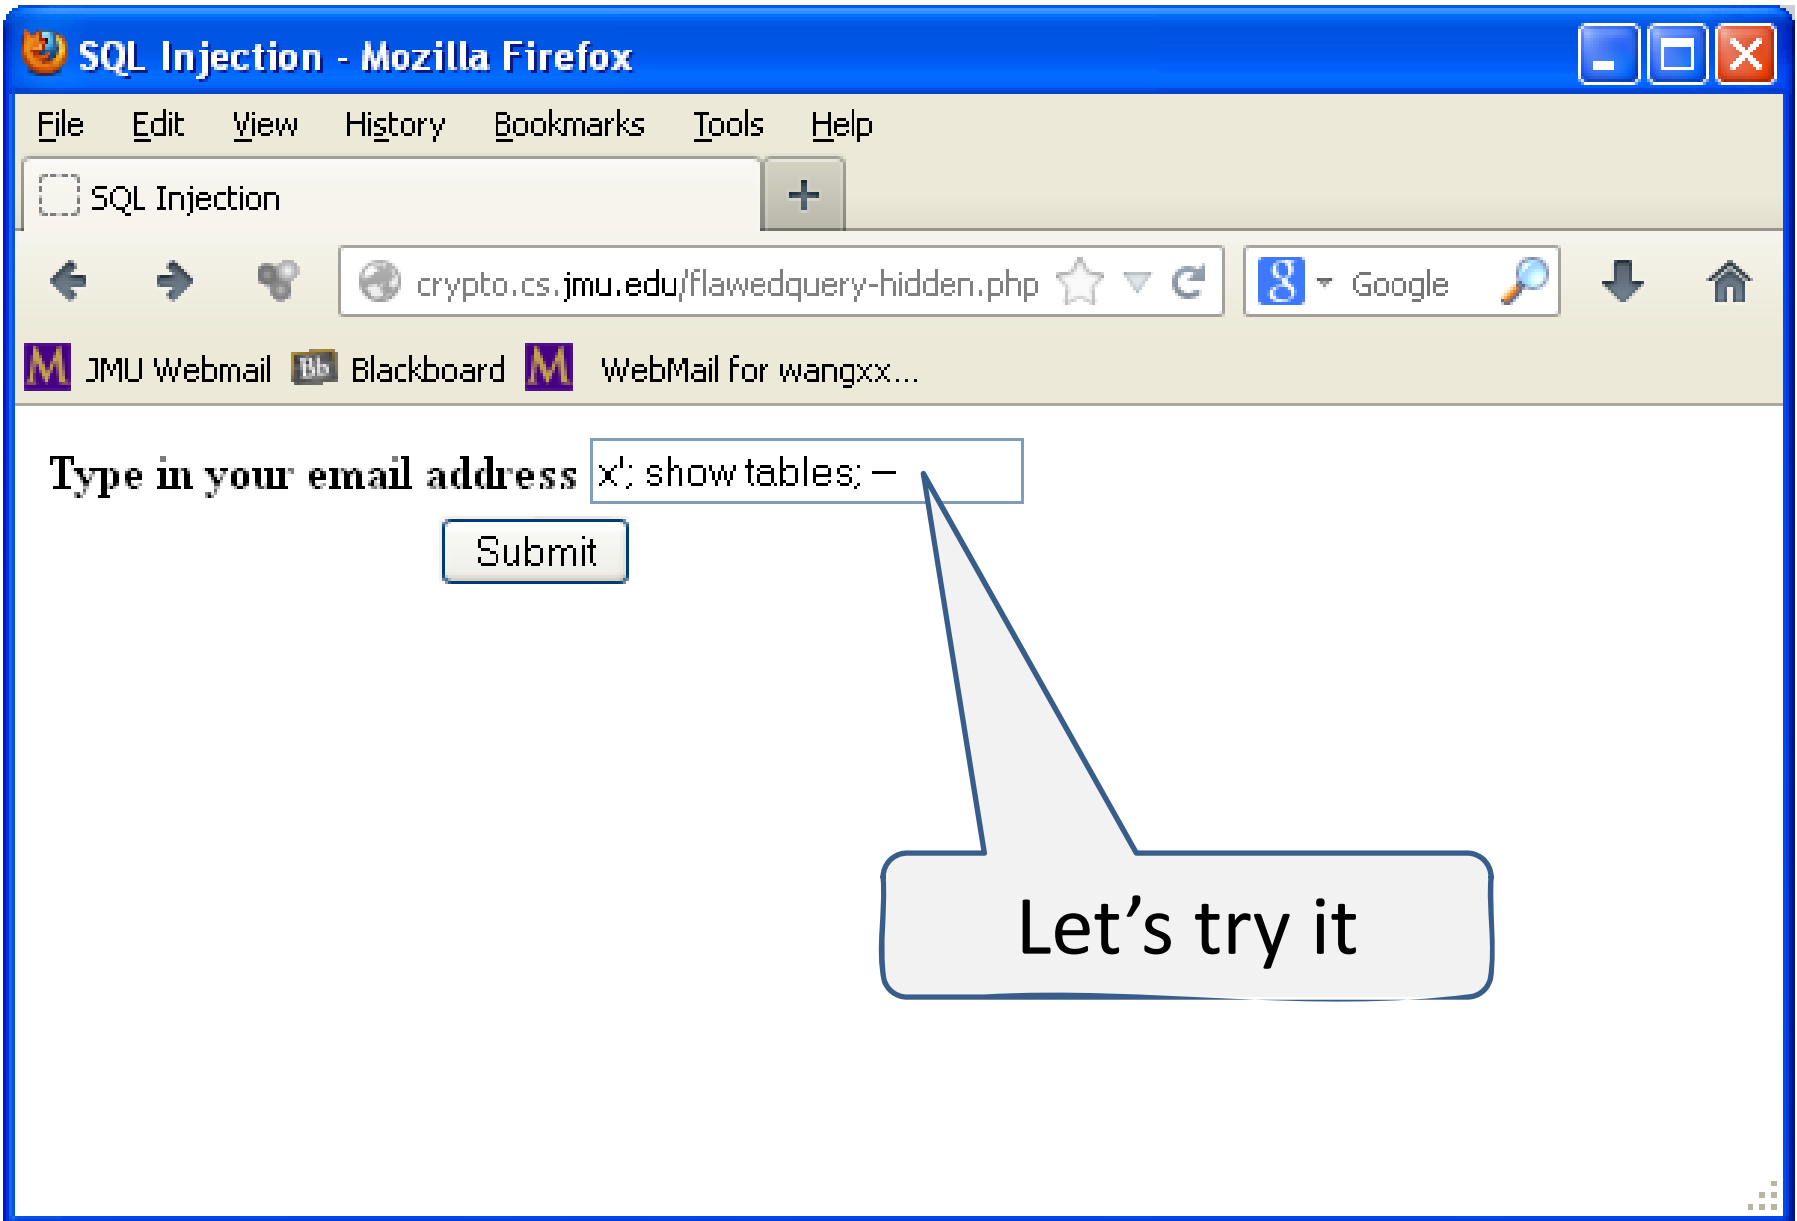 SQL Injection - Mozilla Firefox
File Edit View History Bookmarks Tools Help
SQL Injection +
crypto.cs.jmu.edu/flawedquery-hidden.php 8 Google
M JMU Webmail Bb Blackboard M WebMail for wangxx...
Type in your email address x'; show tables; --
Submit
Let's try it